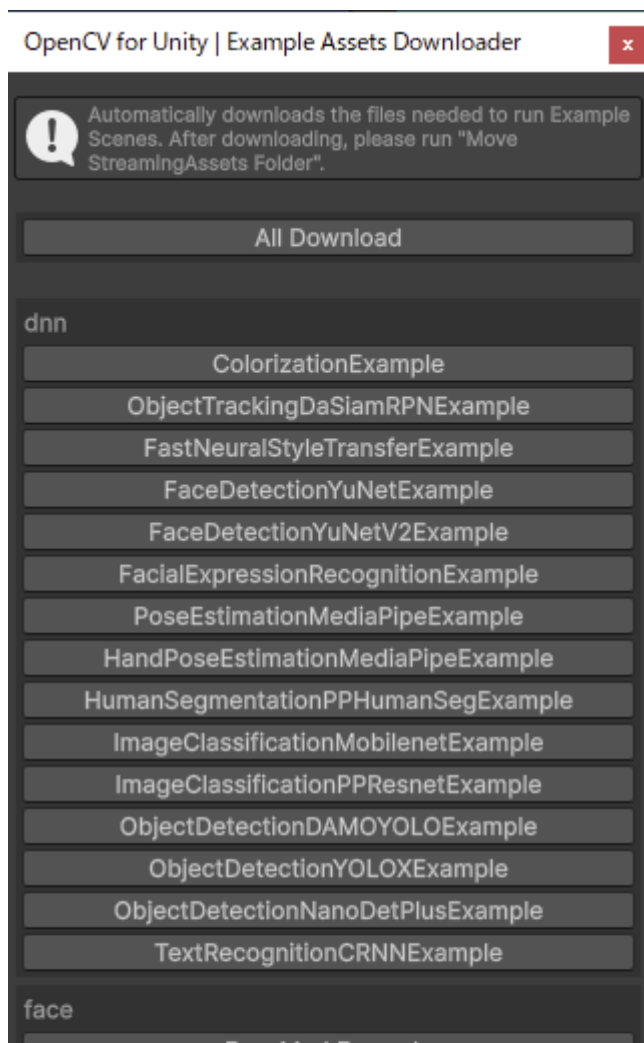 OpenCV for Unity | Example Assets Downloader
x
Automatically downloads the files needed to run Example
Scenes. After downloading, please run "Move
StreamingAssets Folder".
All Download
dnn
ColorizationExample
ObjectTrackingDaSiamRPNExample
FastNeuralStyleTransferExample
FaceDetectionYuNetExample
FaceDetectionYuNetV2Example
FacialExpressionRecognitionExample
PoseEstimationMediaPipeExample
HandPoseEstimationMediaPipeExample
HumanSegmentationPPHumanSegExample
ImageClassificationMobilenetExample
ImageClassificationPPResnetExample
ObjectDetectionDAMOYOLOExample
ObjectDetectionYOLOXExample
ObjectDetectionNanoDetPlusExample
TextRecognitionCRNNExample
face